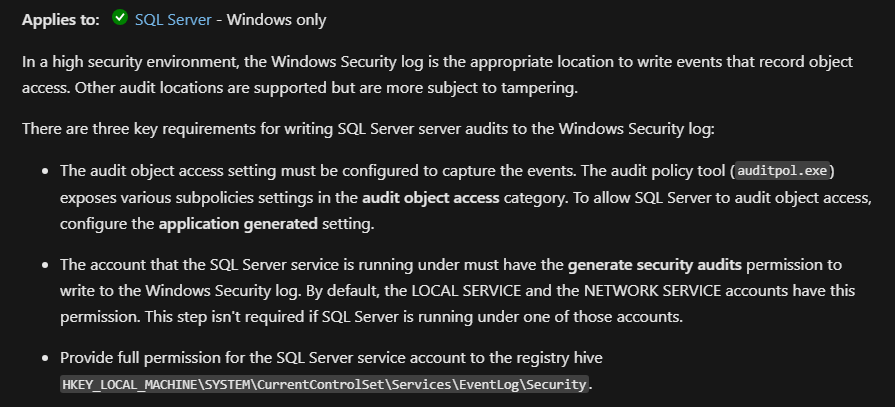 Applies to: SQL Server - Windows only
In a high security environment, the Windows Security log is the appropriate location to write events that record object
access. Other audit locations are supported but are more subject to tampering.
There are three key requirements for writing SQL Server server audits to the Windows Security log:
• The audit object access setting must be configured to capture the events. The audit policy tool (auditpol.exe)
exposes various subpolicies settings in the audit object access category. To allow SQL Server to audit object access,
configure the application generated setting.
• The account that the SQL Server service is running under must have the generate security audits permission to
write to the Windows Security log. By default, the LOCAL SERVICE and the NETWORK SERVICE accounts have this
permission. This step isn't required if SQL Server is running under one of those accounts.
• Provide full permission for the SQL Server service account to the registry hive
HKEY_LOCAL_MACHINE\SYSTEM\CurrentControlSet\Services\EventLog\Security.